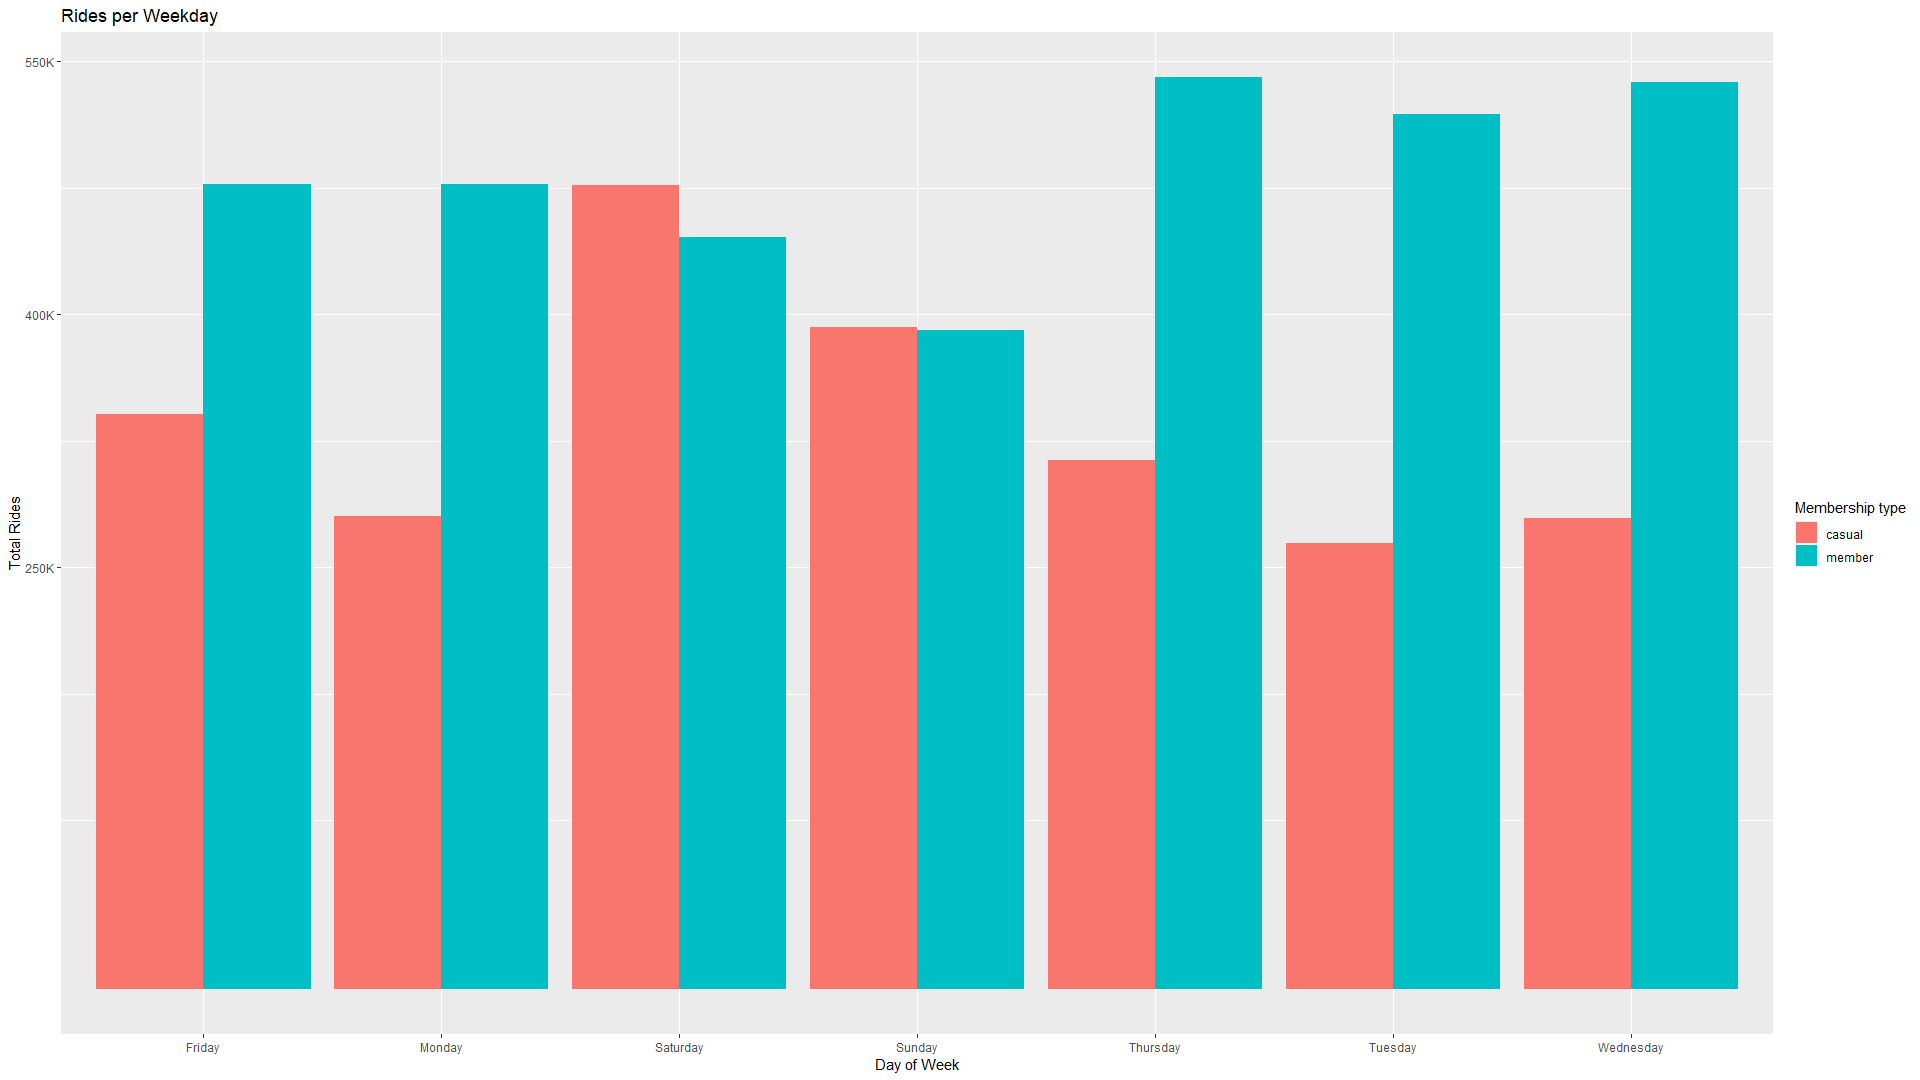 Rides per Weekday
550K
400K
250K
Total Rides
Friday Monday Saturday Sunday Thursday Tuesday Wednesday
Day of Week
Membership type
casual
member